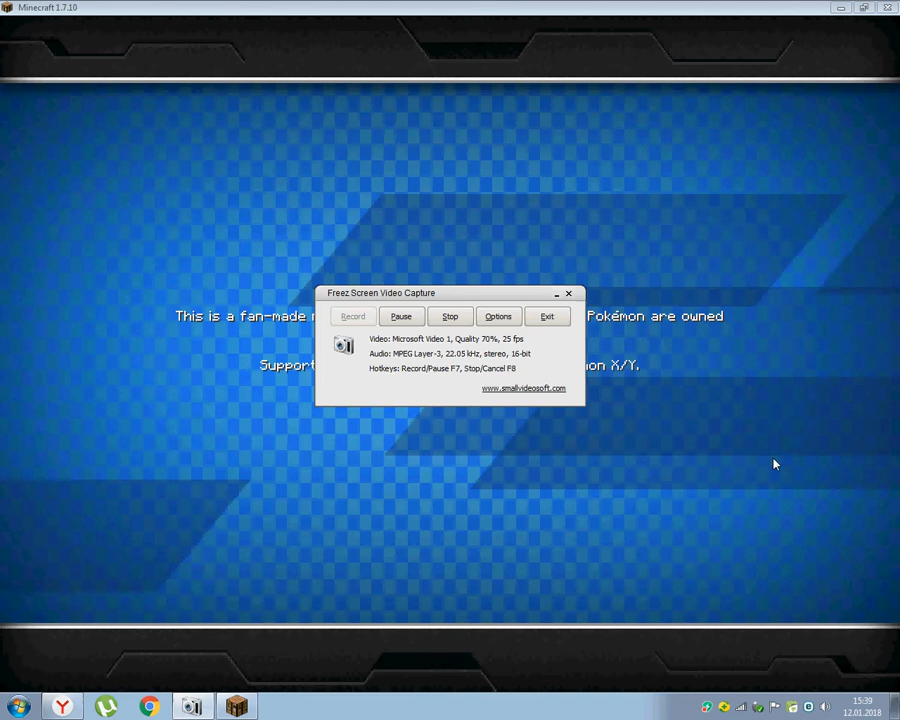 Minecraft 1.7.10
Freez Screen Video Capture
Record Pause Stop Options Exit
This is a fan-made Pokémon are owned
Video: Microsoft Video 1, Quality 70%, 25 fps
Audio: MPEG Layer-3, 22.05 kHz, stereo, 16-bit
Support X/Y.
Hotkeys: Record/Pause F7, Stop/Cancel F8
www.smallvideosoft.com
15:39
12.01.2018